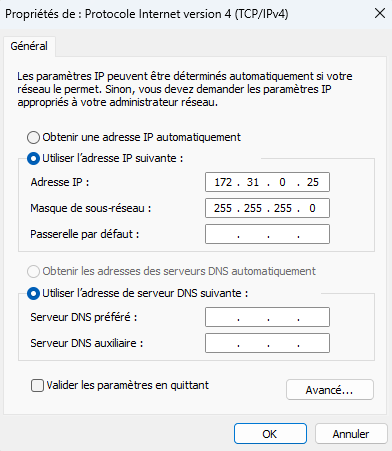 Propriétés de : Protocole Internet version 4 (TCP/IPv4)
Général
Les paramètres IP peuvent être déterminés automatiquement si votre
réseau le permet. Sinon, vous devez demander les paramètres IP
appropriés à votre administrateur réseau.
Obtenir une adresse IP automatiquement
Utiliser l'adresse IP suivante :
Adresse IP : 172 . 31 . 0 . 25
Masque de sous-réseau : 255 . 255 . 255 . 0
Passerelle par défaut : . . .
Obtenir les adresses des serveurs DNS automatiquement
Utiliser l'adresse de serveur DNS suivante :
Serveur DNS préféré : . . .
Serveur DNS auxiliaire : . . .
Valider les paramètres en quittant
Avancé...
OK Annuler